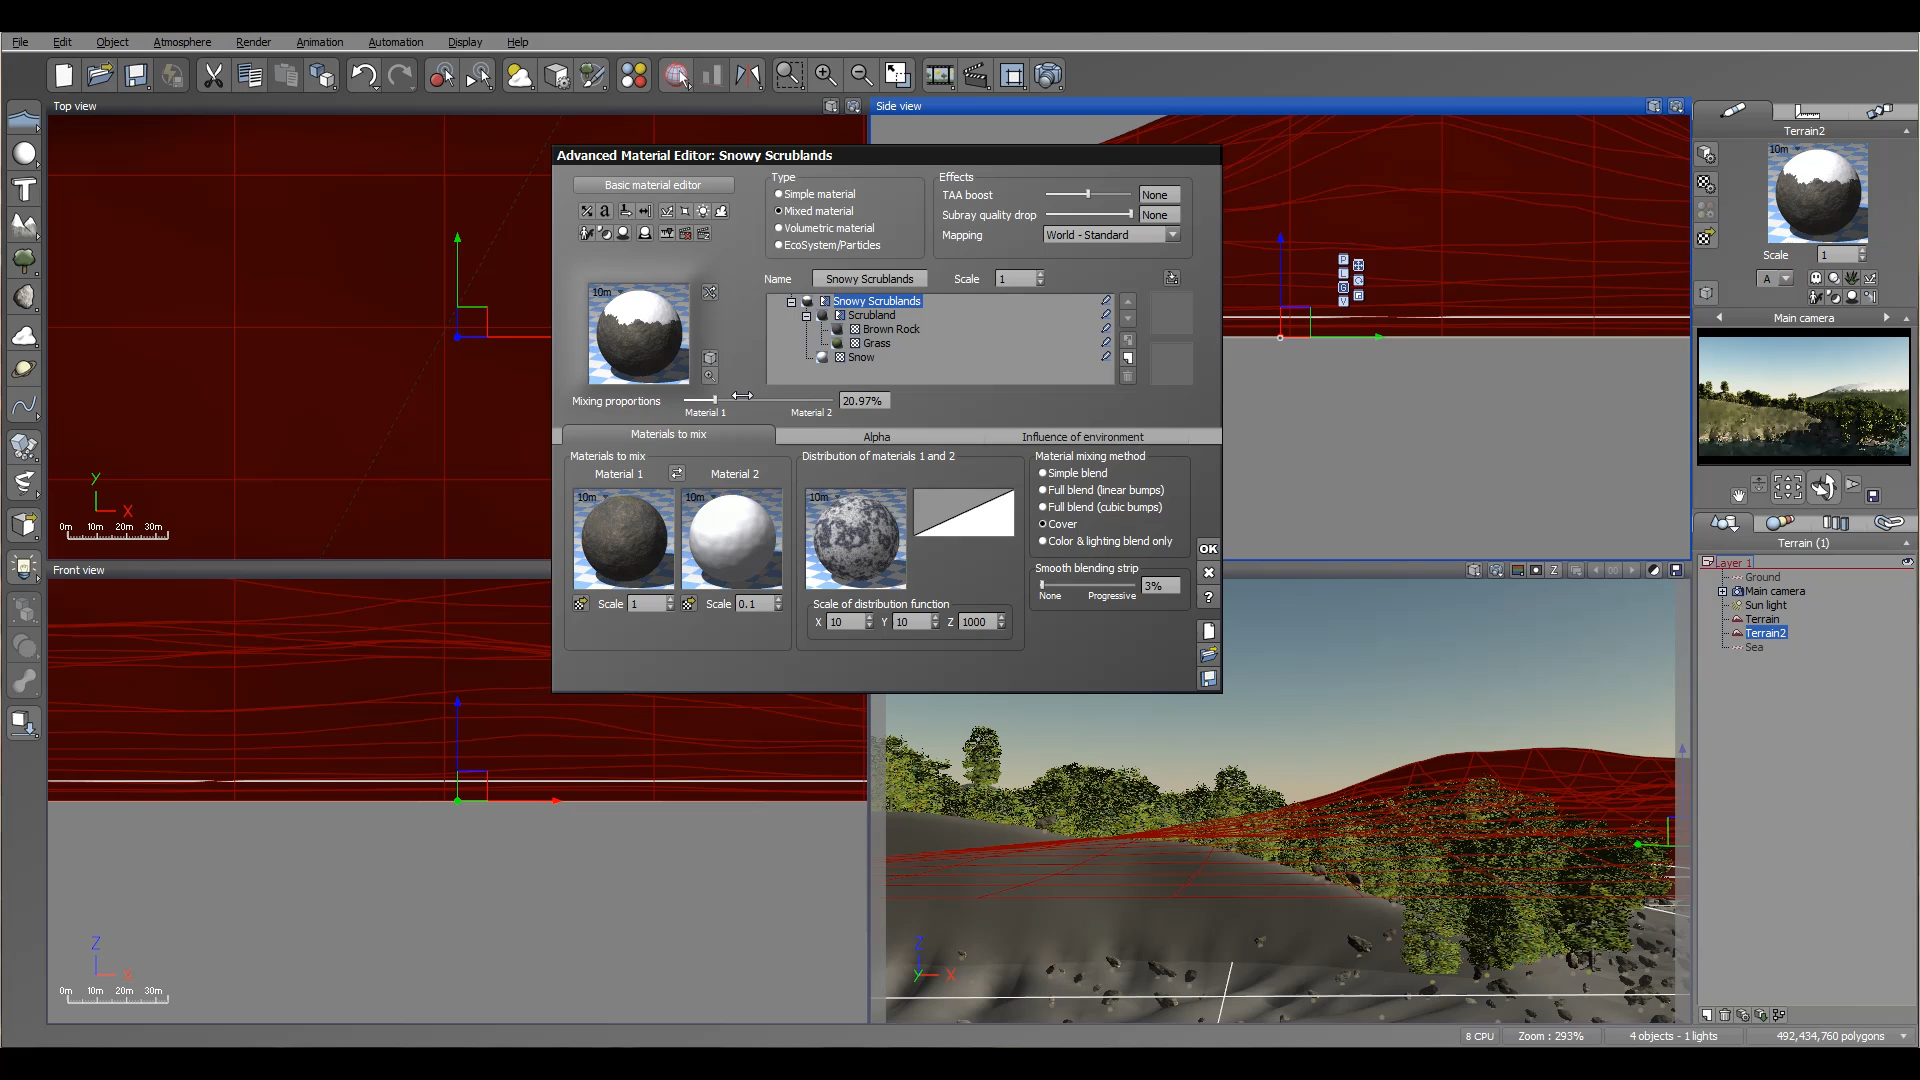 File Edit Object Atmosphere Render Animation Automation Display Help
Top view
Side view
Terrain2
10m
Scale 1
A
Main camera
Advanced Material Editor: Snowy Scrublands
Basic material editor
Type
Simple material
Mixed material
Volumetric material
EcoSystem/Particles
Effects
TAA boost None
Subray quality drop None
Mapping World - Standard
Name Snowy Scrublands Scale 1
10m
Snowy Scrublands
Scrubland
Brown Rock
Grass
Snow
Mixing proportions 20.97%
Material 1 Material 2
Materials to mix Alpha Influence of environment
Materials to mix
Material 1 Material 2
10m 10m
Scale 1 Scale 0.1
Distribution of materials 1 and 2
10m
Scale of distribution function
X 10 Y 10 Z 1000
Material mixing method
Simple blend
Full blend (linear bumps)
Full blend (cubic bumps)
Cover
Color & lighting blend only
Smooth blending strip
3%
None Progressive
OK
?
P
L
G
V
Y
X
0m 10m 20m 30m
Front view
Z
X
0m 10m 20m 30m
Z
Z
Y X
Terrain (1)
Layer 1
Ground
Main camera
Sun light
Terrain
Terrain2
Sea
8 CPU Zoom : 293% 4 objects - 1 lights 492,434,760 polygons